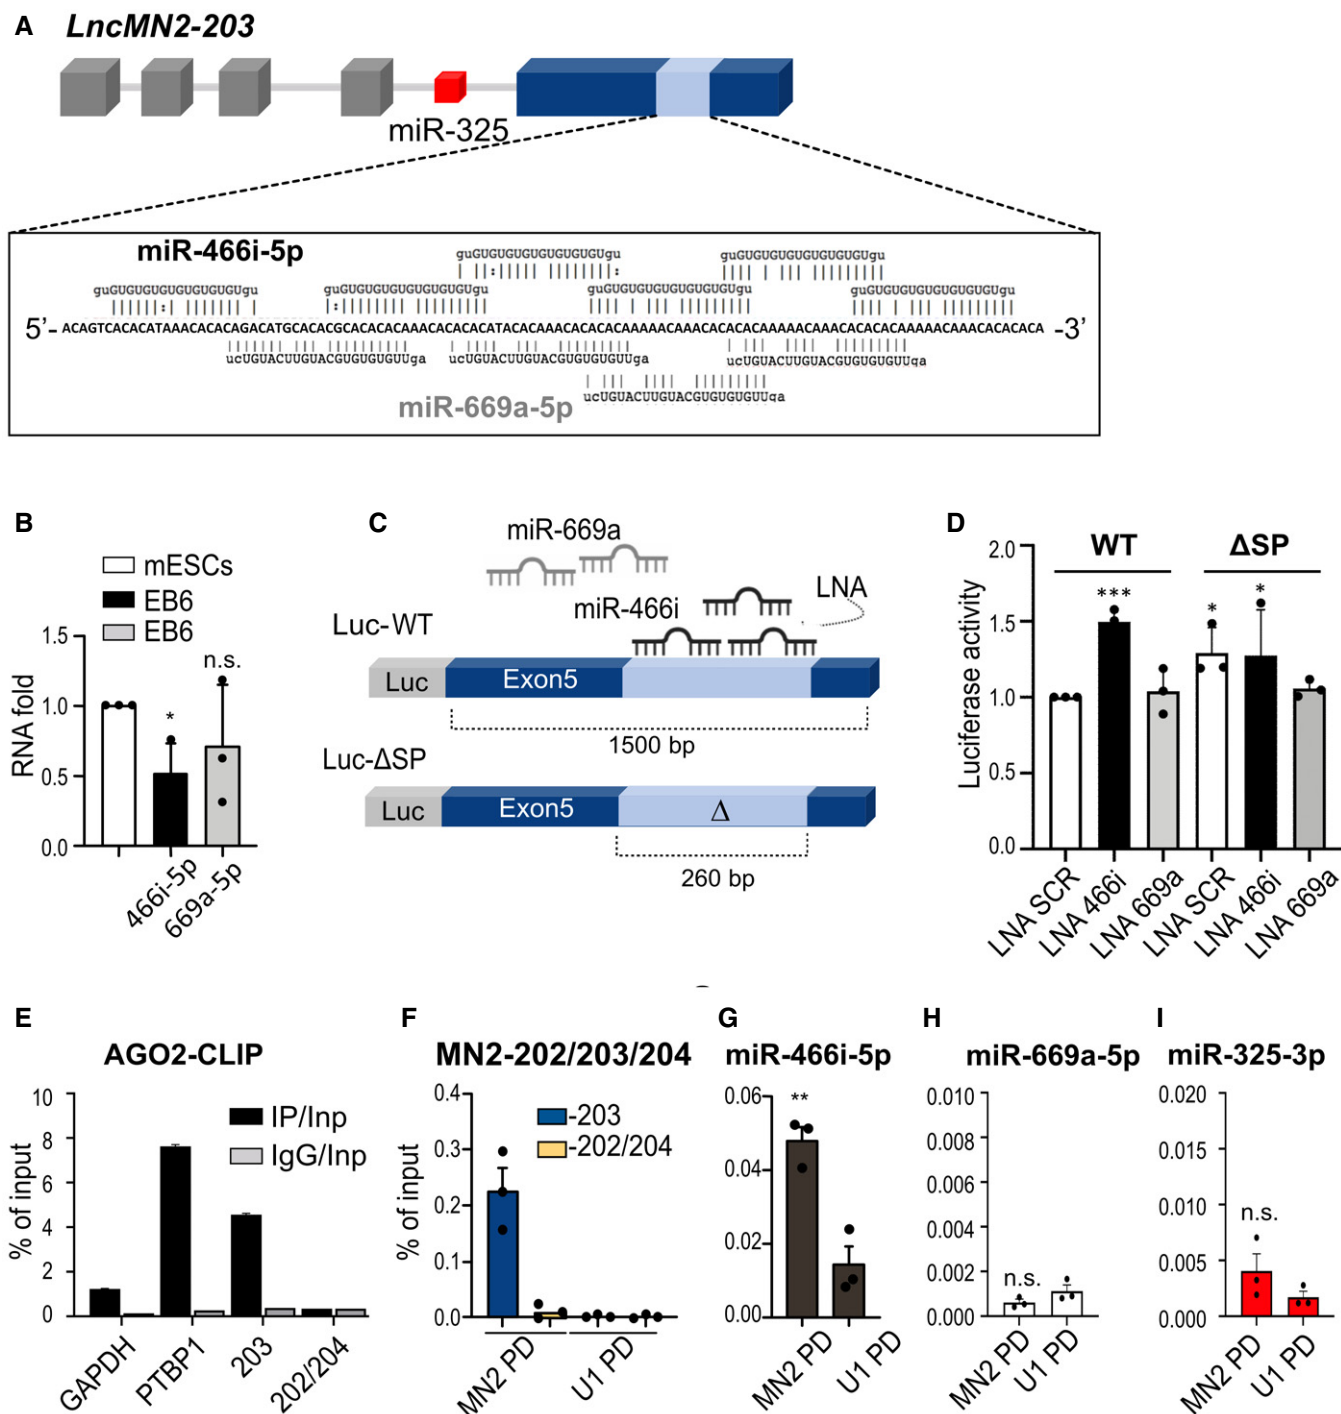 A LncMN2-203
miR-325
miR-466i-5p
guGUGUGUGUGUGUGUGUgu guGUGUGUGUGUGUGUGUgu
guGUGUGUGUGUGUGUGUgu guGUGUGUGUGUGUGUGUgu guGUGUGUGUGUGUGUGUgu guGUGUGUGUGUGUGUGUgu
5’- ACAGTCACACATAAACACACAGACATGCACACGCACACACAAACACACACATACACAAACACACACAAAAACAAACACACACAAAAACAAACACACACAAAAACAAACACACACA -3’
ucUGUACUUGUACGUGUGUGUUga ucUGUACUUGUACGUGUGUGUUga ucUGUACUUGUACGUGUGUGUUga
miR-669a-5p ucUGUACUUGUACGUGUGUGUUga
B
mESCs
EB6
EB6
RNA fold
1.5
1.0
0.5
0.0
*
n.s.
466i-5p
669a-5p
C
miR-669a
miR-466i
LNA
Luc-WT
Luc
Exon5
1500 bp
Luc-ΔSP
Luc
Exon5
Δ
260 bp
D
WT ΔSP
Luciferase activity
2.0
1.5
1.0
0.5
0.0
*** * *
LNA SCR
LNA 466i
LNA 669a
LNA SCR
LNA 466i
LNA 669a
E
AGO2-CLIP
% of input
10
8
6
4
2
0
IP/Inp
IgG/Inp
GAPDH
PTBP1
203
202/204
F
MN2-202/203/204
% of input
0.4
0.3
0.2
0.1
0.0
-203
-202/204
MN2 PD
U1 PD
G
miR-466i-5p
0.06
0.04
0.02
0.00
**
MN2 PD
U1 PD
H
miR-669a-5p
0.010
0.008
0.006
0.004
0.002
0.000
n.s.
MN2 PD
U1 PD
I
miR-325-3p
0.020
0.015
0.010
0.005
0.000
n.s.
MN2 PD
U1 PD